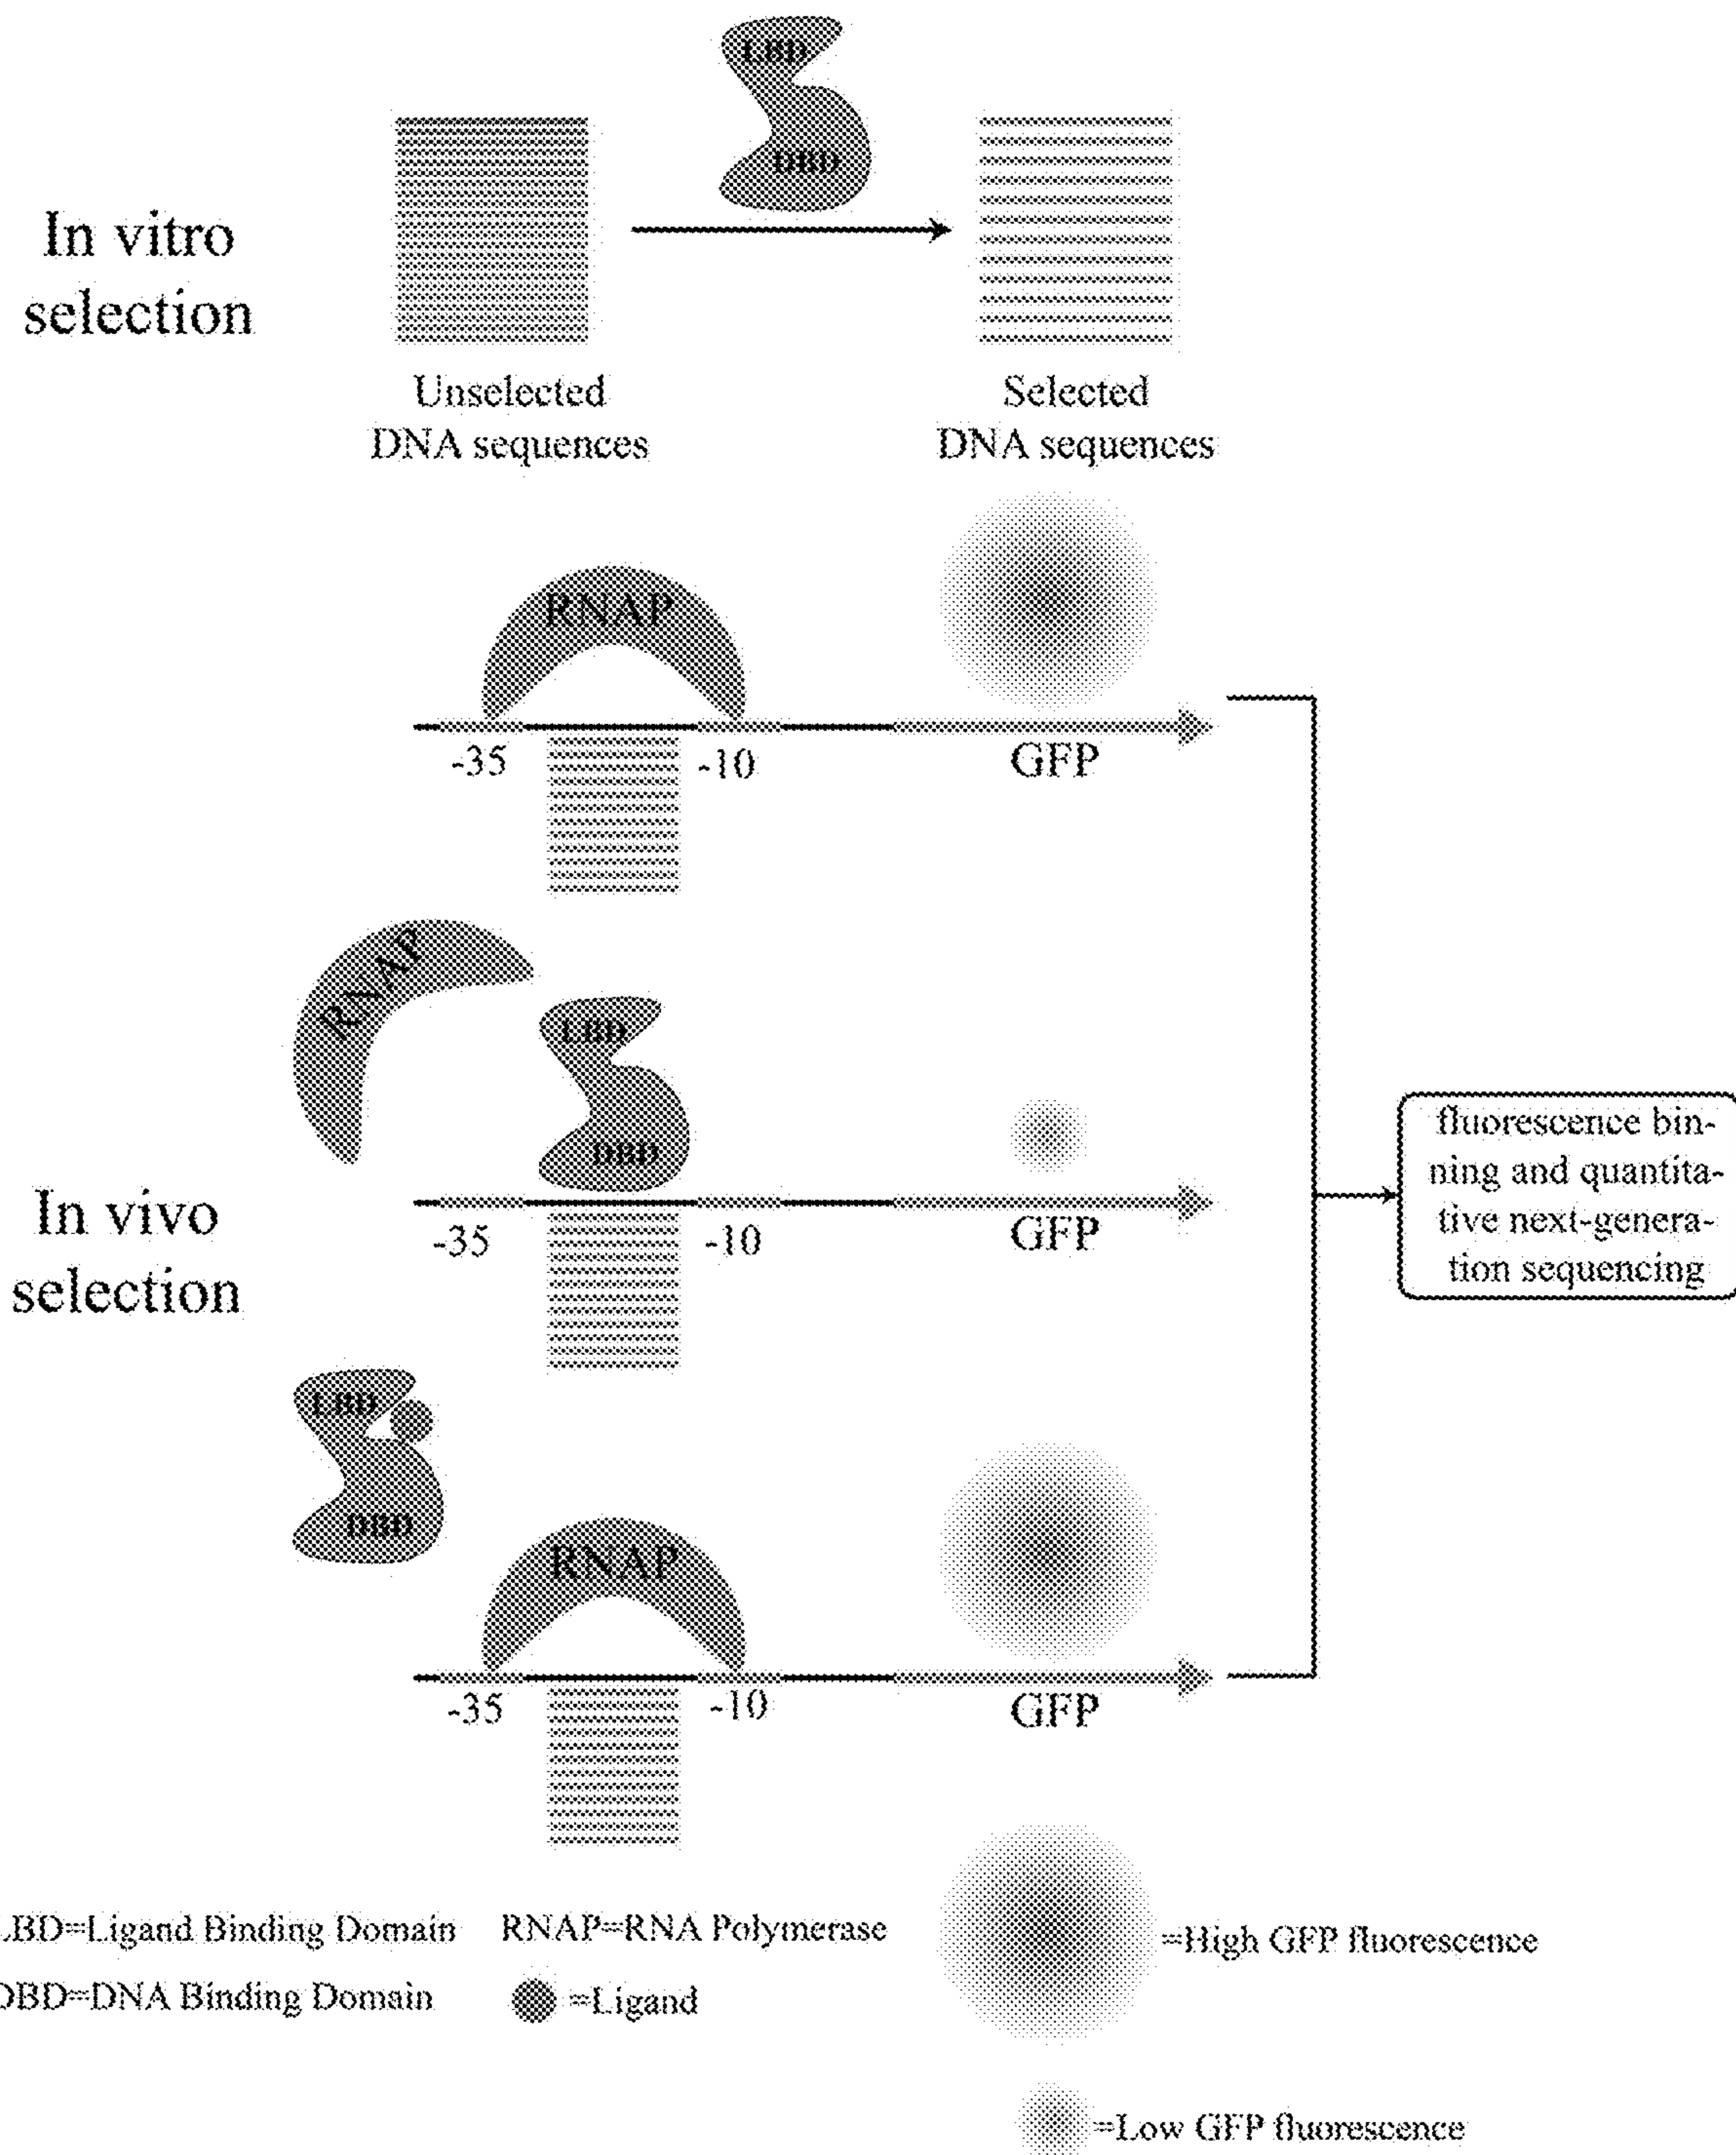 LBD
DBD
In vitro
selection
Unselected
DNA sequences
Selected
DNA sequences
RNAP
-35
-10
GFP
RNAP
LBD
DBD
-35
-10
GFP
In vivo
selection
fluorescence bin-
ning and quantita-
tive next-genera-
tion sequencing
LBD
DBD
RNAP
-35
-10
GFP
LBD=Ligand Binding Domain
RNAP=RNA Polymerase
=High GFP fluorescence
DBD=DNA Binding Domain
=Ligand
=Low GFP fluorescence